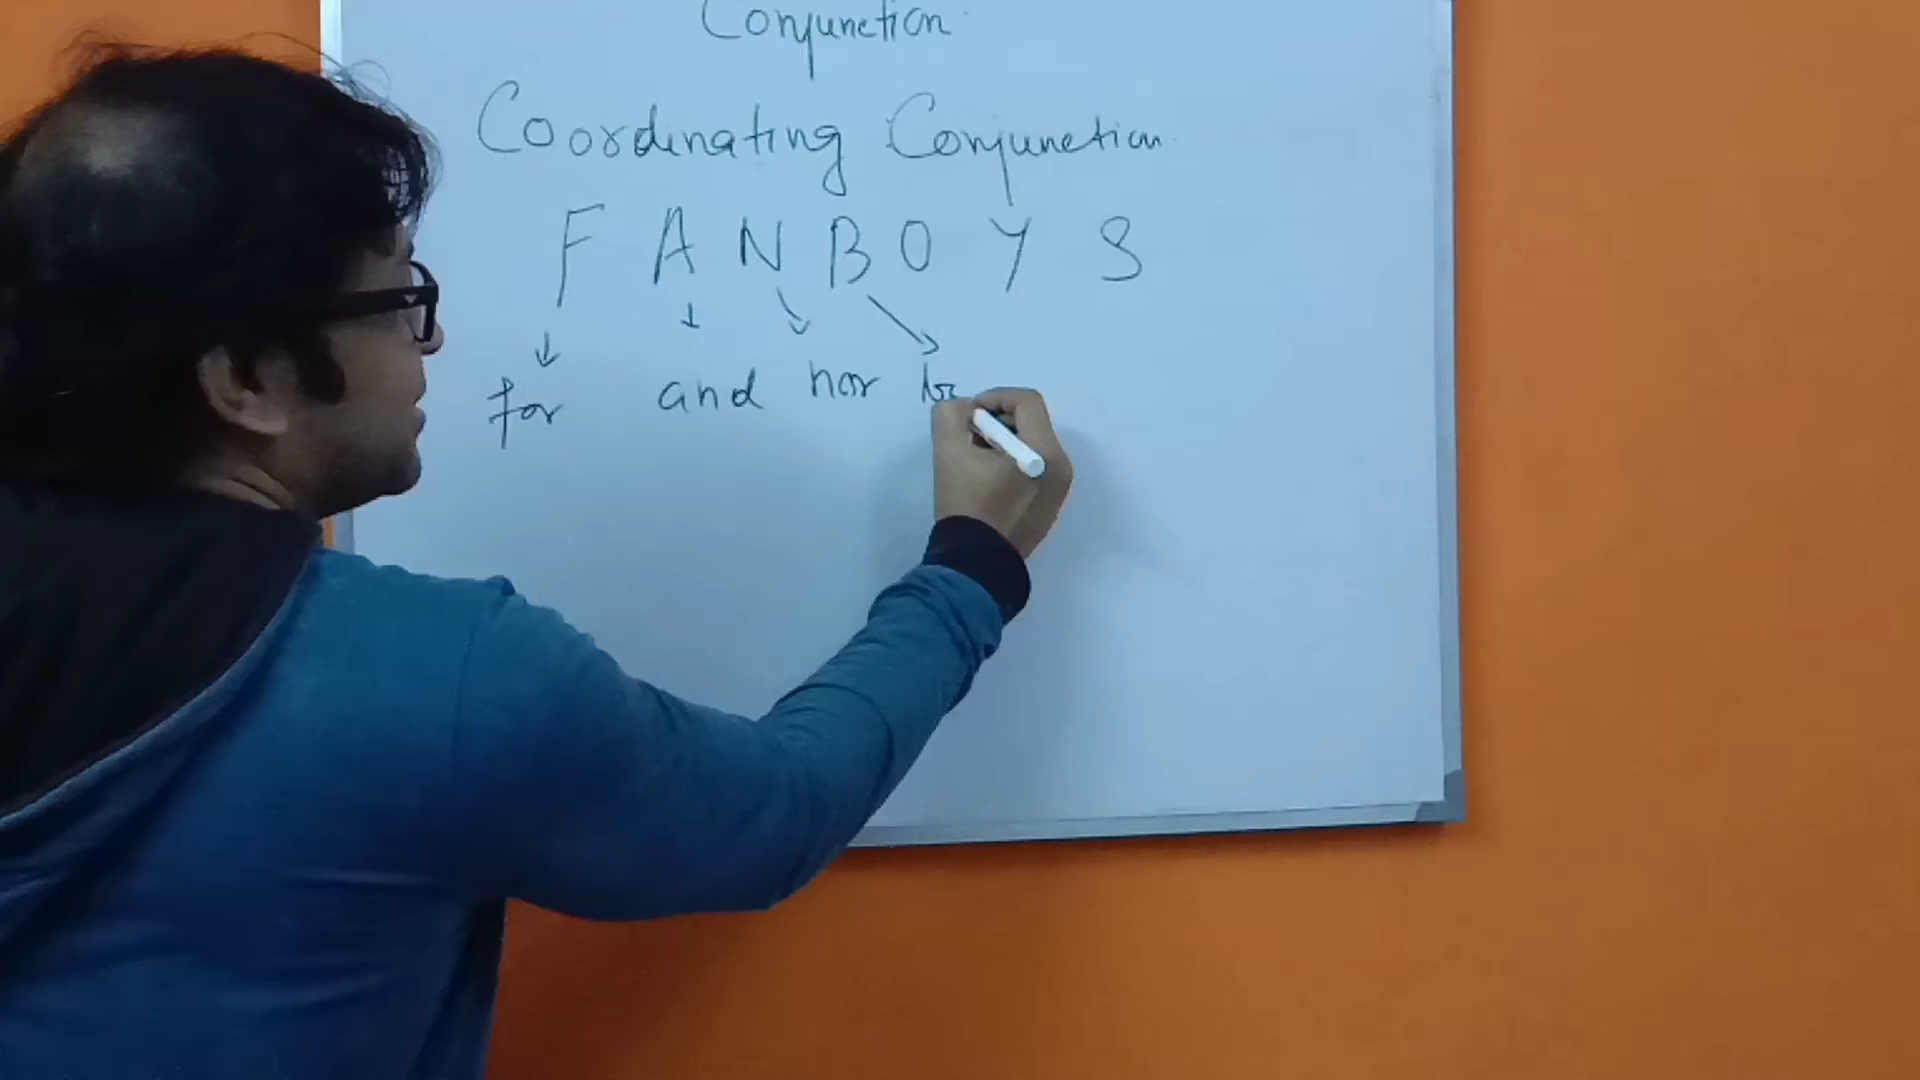 Conjunction
Coordinating Conjunction
F A N B O Y S
for and nor